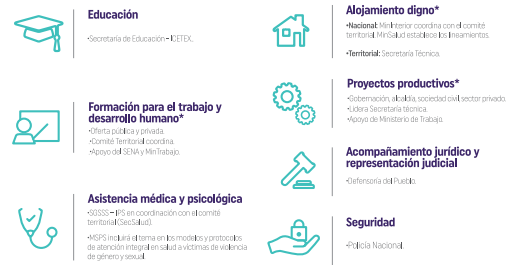 Educación
•Secretaría de Educación – ICETEX.
Formación para el trabajo y
desarrollo humano*
•Oferta pública y privada.
•Comité Territorial coordina.
•Apoyo del SENA y MinTrabajo.
Asistencia médica y psicológica
•SGSSS – IPS en coordinación con el comité
territorial (SecSalud).
•MSPS incluirá el tema en los modelos y protocolos
de atención integral en salud a víctimas de violencia
de género y sexual.
Alojamiento digno*
•Nacional: MinInterior coordina con el comité
territorial. MinSalud establece los lineamientos.
•Territorial: Secretaría Técnica.
Proyectos productivos*
•Gobernación, alcaldía, sociedad civil, sector privado.
•Lidera Secretaría técnica.
•Apoyo de Ministerio de Trabajo.
Acompañamiento jurídico y
representación judicial
•Defensoría del Pueblo.
Seguridad
•Policía Nacional.